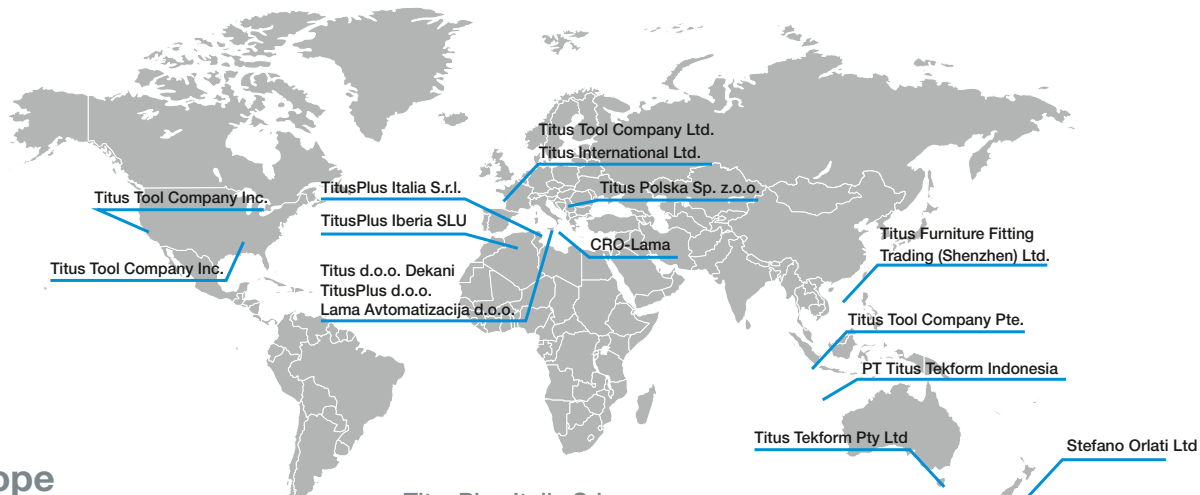 Titus Tool Company Ltd.
Titus International Ltd.
TitusPlus Italia S.r.l.
Titus Polska Sp. z.o.o.
Titus Tool Company Inc.
TitusPlus Iberia SLU
CRO-Lama
Titus Furniture Fitting
Trading (Shenzhen) Ltd.
Titus Tool Company Inc.
Titus d.o.o. Dekani
TitusPlus d.o.o.
Lama Avtomatizacija d.o.o.
Titus Tool Company Pte.
PT Titus Tekform Indonesia
Titus Tekform Pty Ltd
Stefano Orlati Ltd
ope